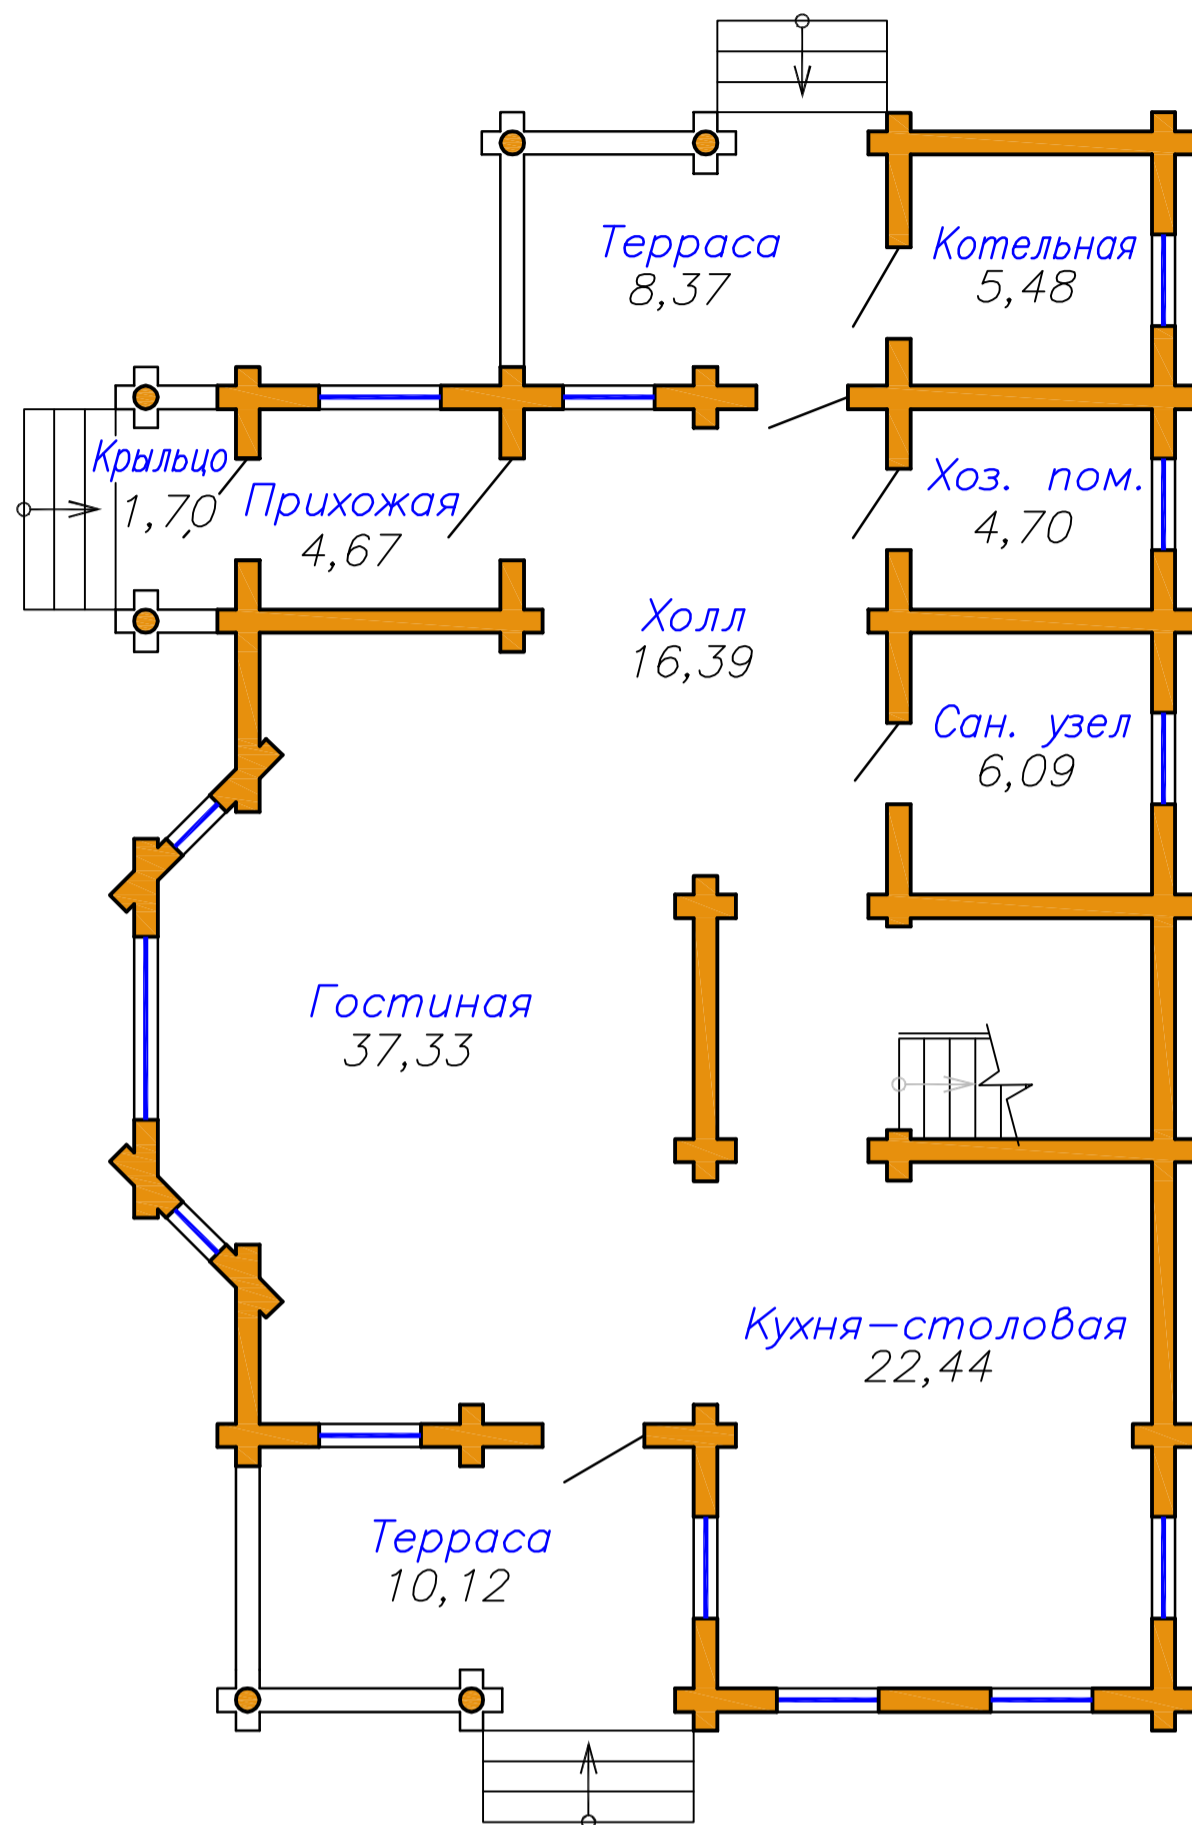 Терраса
8,37
Котельная
5,48
Крыльцо
1,70
Прихожая
4,67
Хоз. пом.
4,70
Холл
16,39
Сан. узел
6,09
Гостиная
37,33
Кухня-столовая
22,44
Терраса
10,12